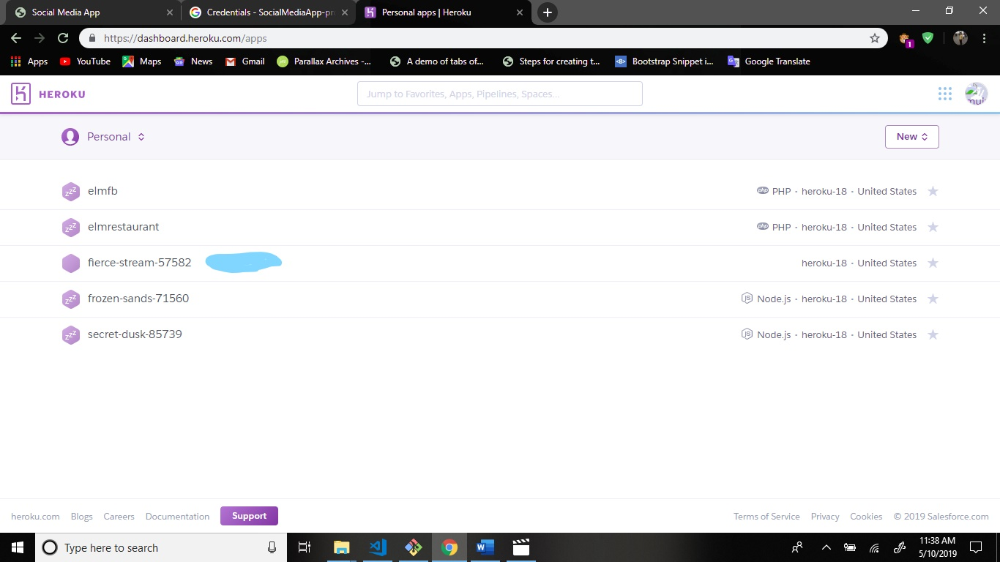 Social Media App
Credentials - SocialMediaApp-pr
Personal apps | Heroku
https://dashboard.heroku.com/apps
1
Apps YouTube Maps News Gmail Parallax Archives -... A demo of tabs of... Steps for creating t... Bootstrap Snippet i... Google Translate
HEROKU
Jump to Favorites, Apps, Pipelines, Spaces...
Personal
New
elmfb PHP · heroku-18 · United States
elmrestaurant PHP · heroku-18 · United States
fierce-stream-57582 heroku-18 · United States
frozen-sands-71560 Node.js · heroku-18 · United States
secret-dusk-85739 Node.js · heroku-18 · United States
heroku.com Blogs Careers Documentation Support Terms of Service Privacy Cookies © 2019 Salesforce.com
Type here to search
11:38 AM
5/10/2019